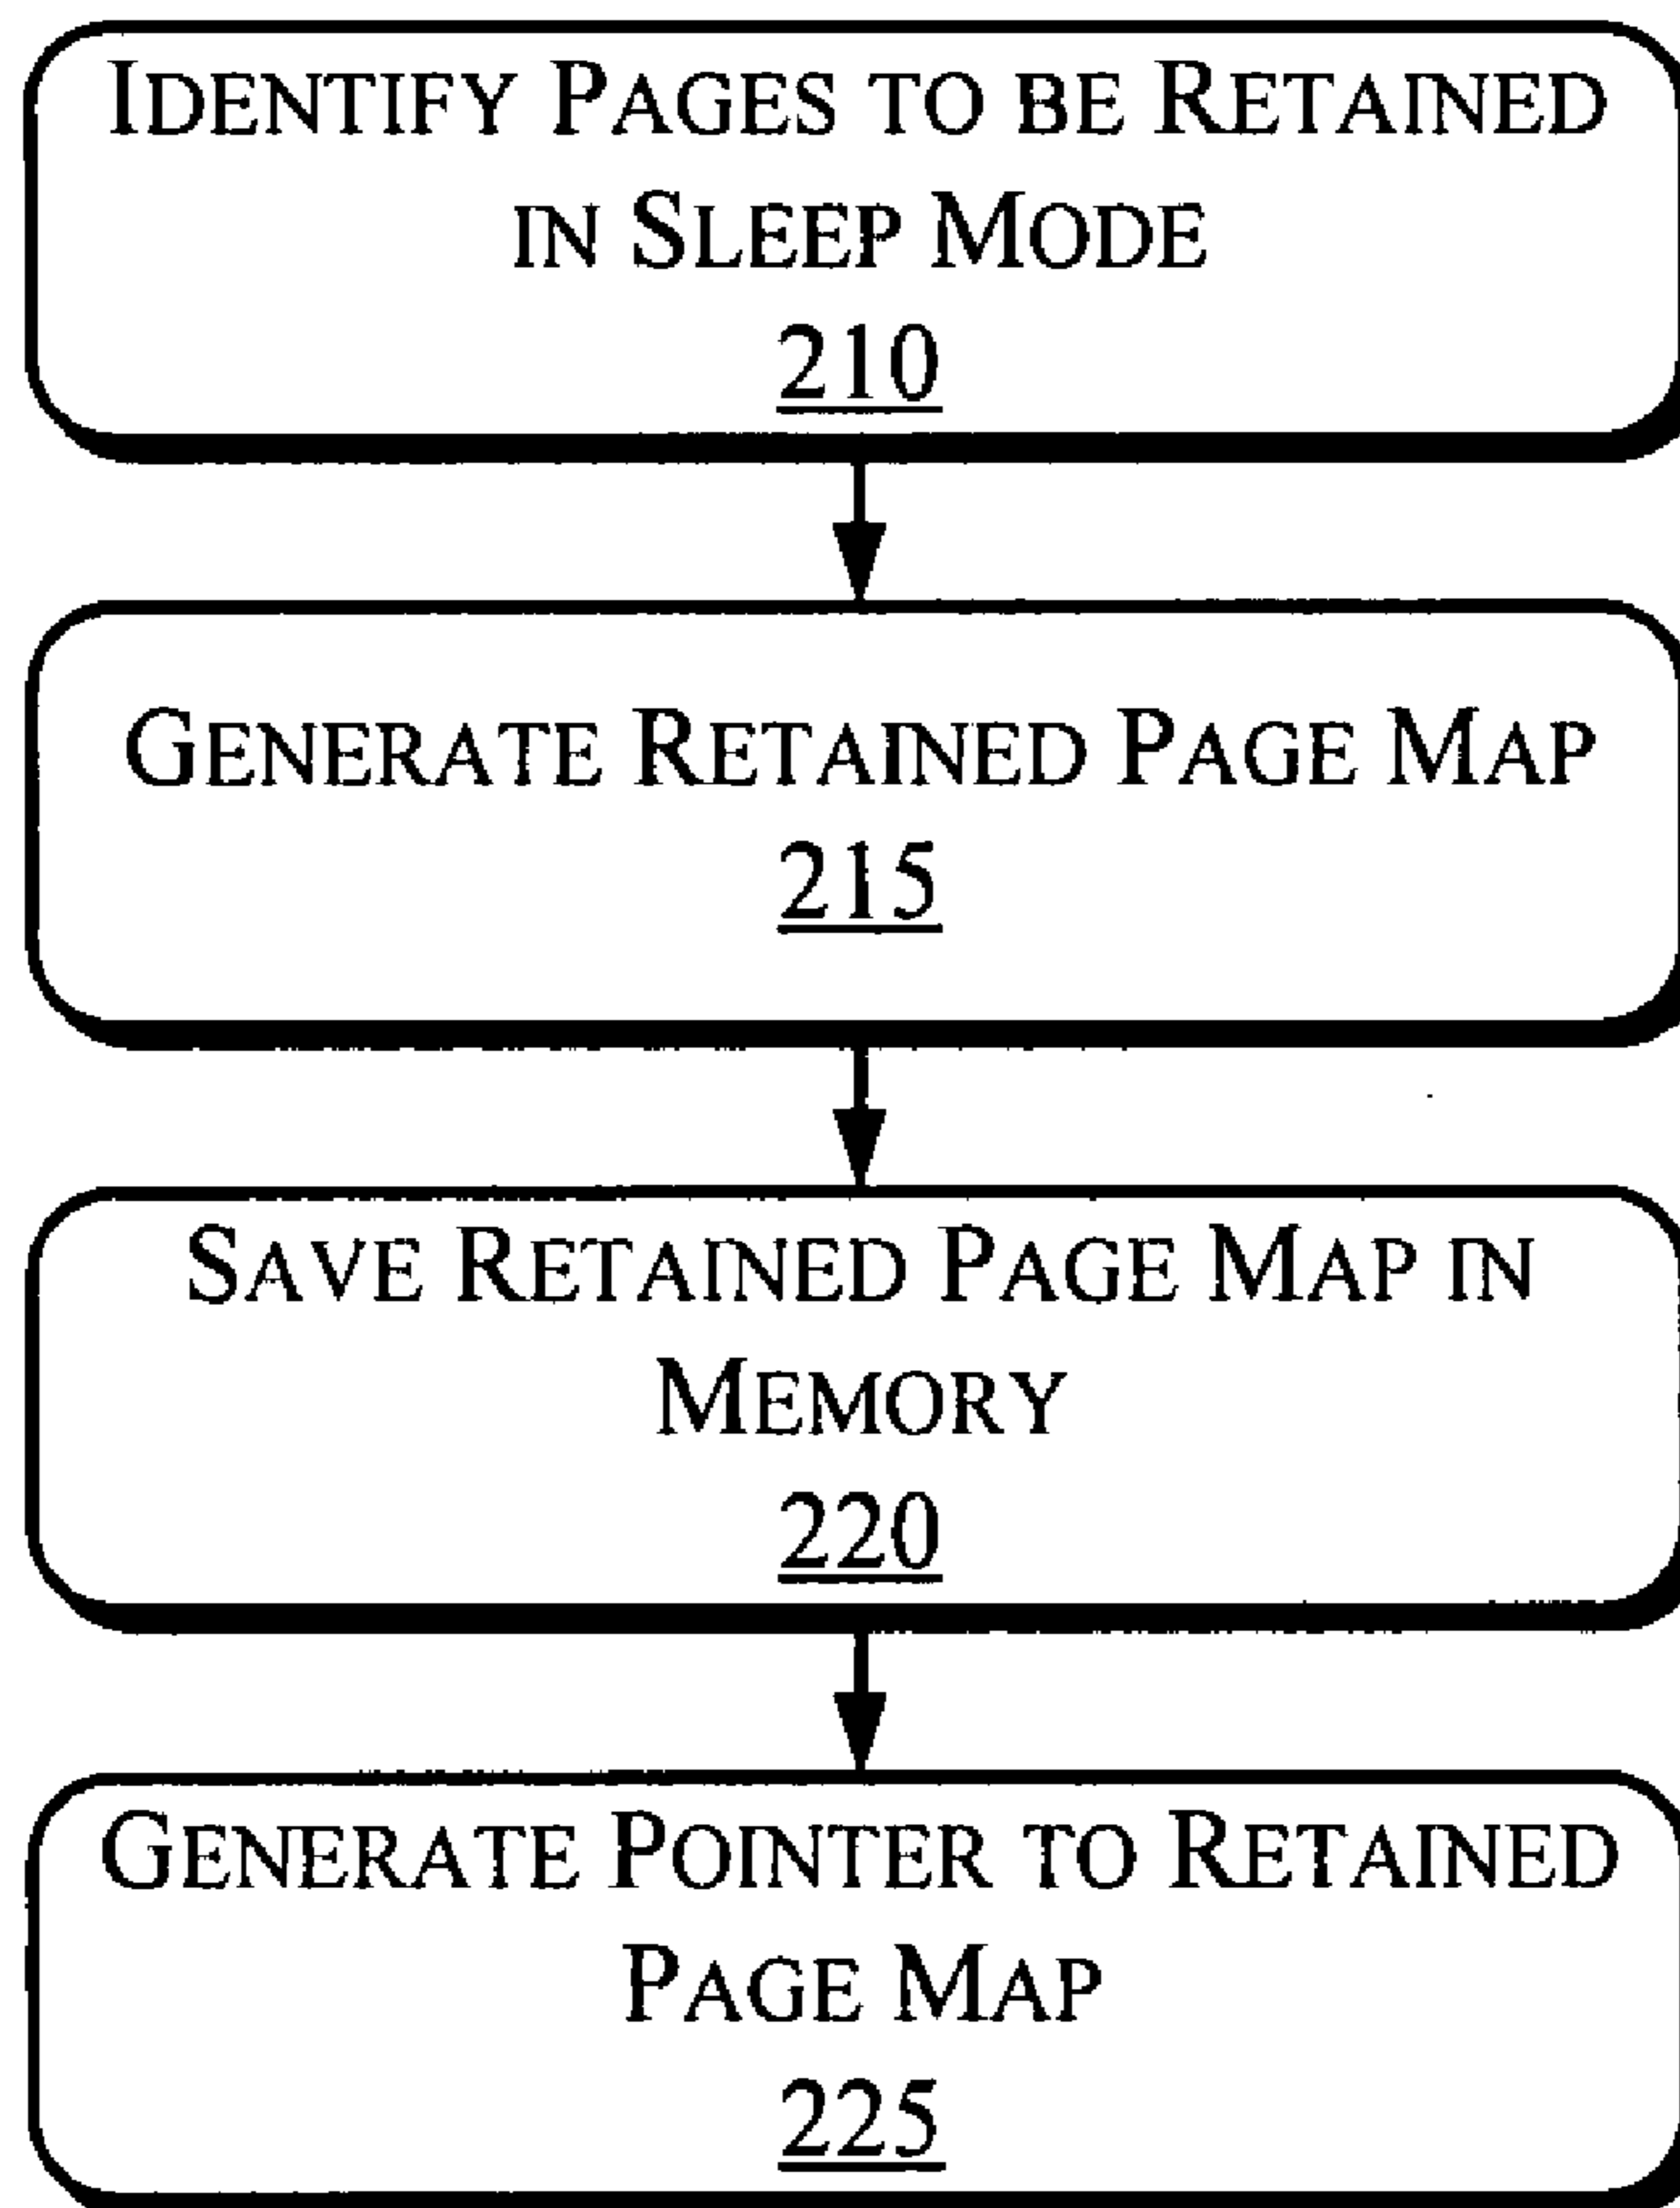 IDENTIFY PAGES TO BE RETAINED
IN SLEEP MODE
210
GENERATE RETAINED PAGE MAP
215
SAVE RETAINED PAGE MAP IN
MEMORY
220
GENERATE POINTER TO RETAINED
PAGE MAP
225